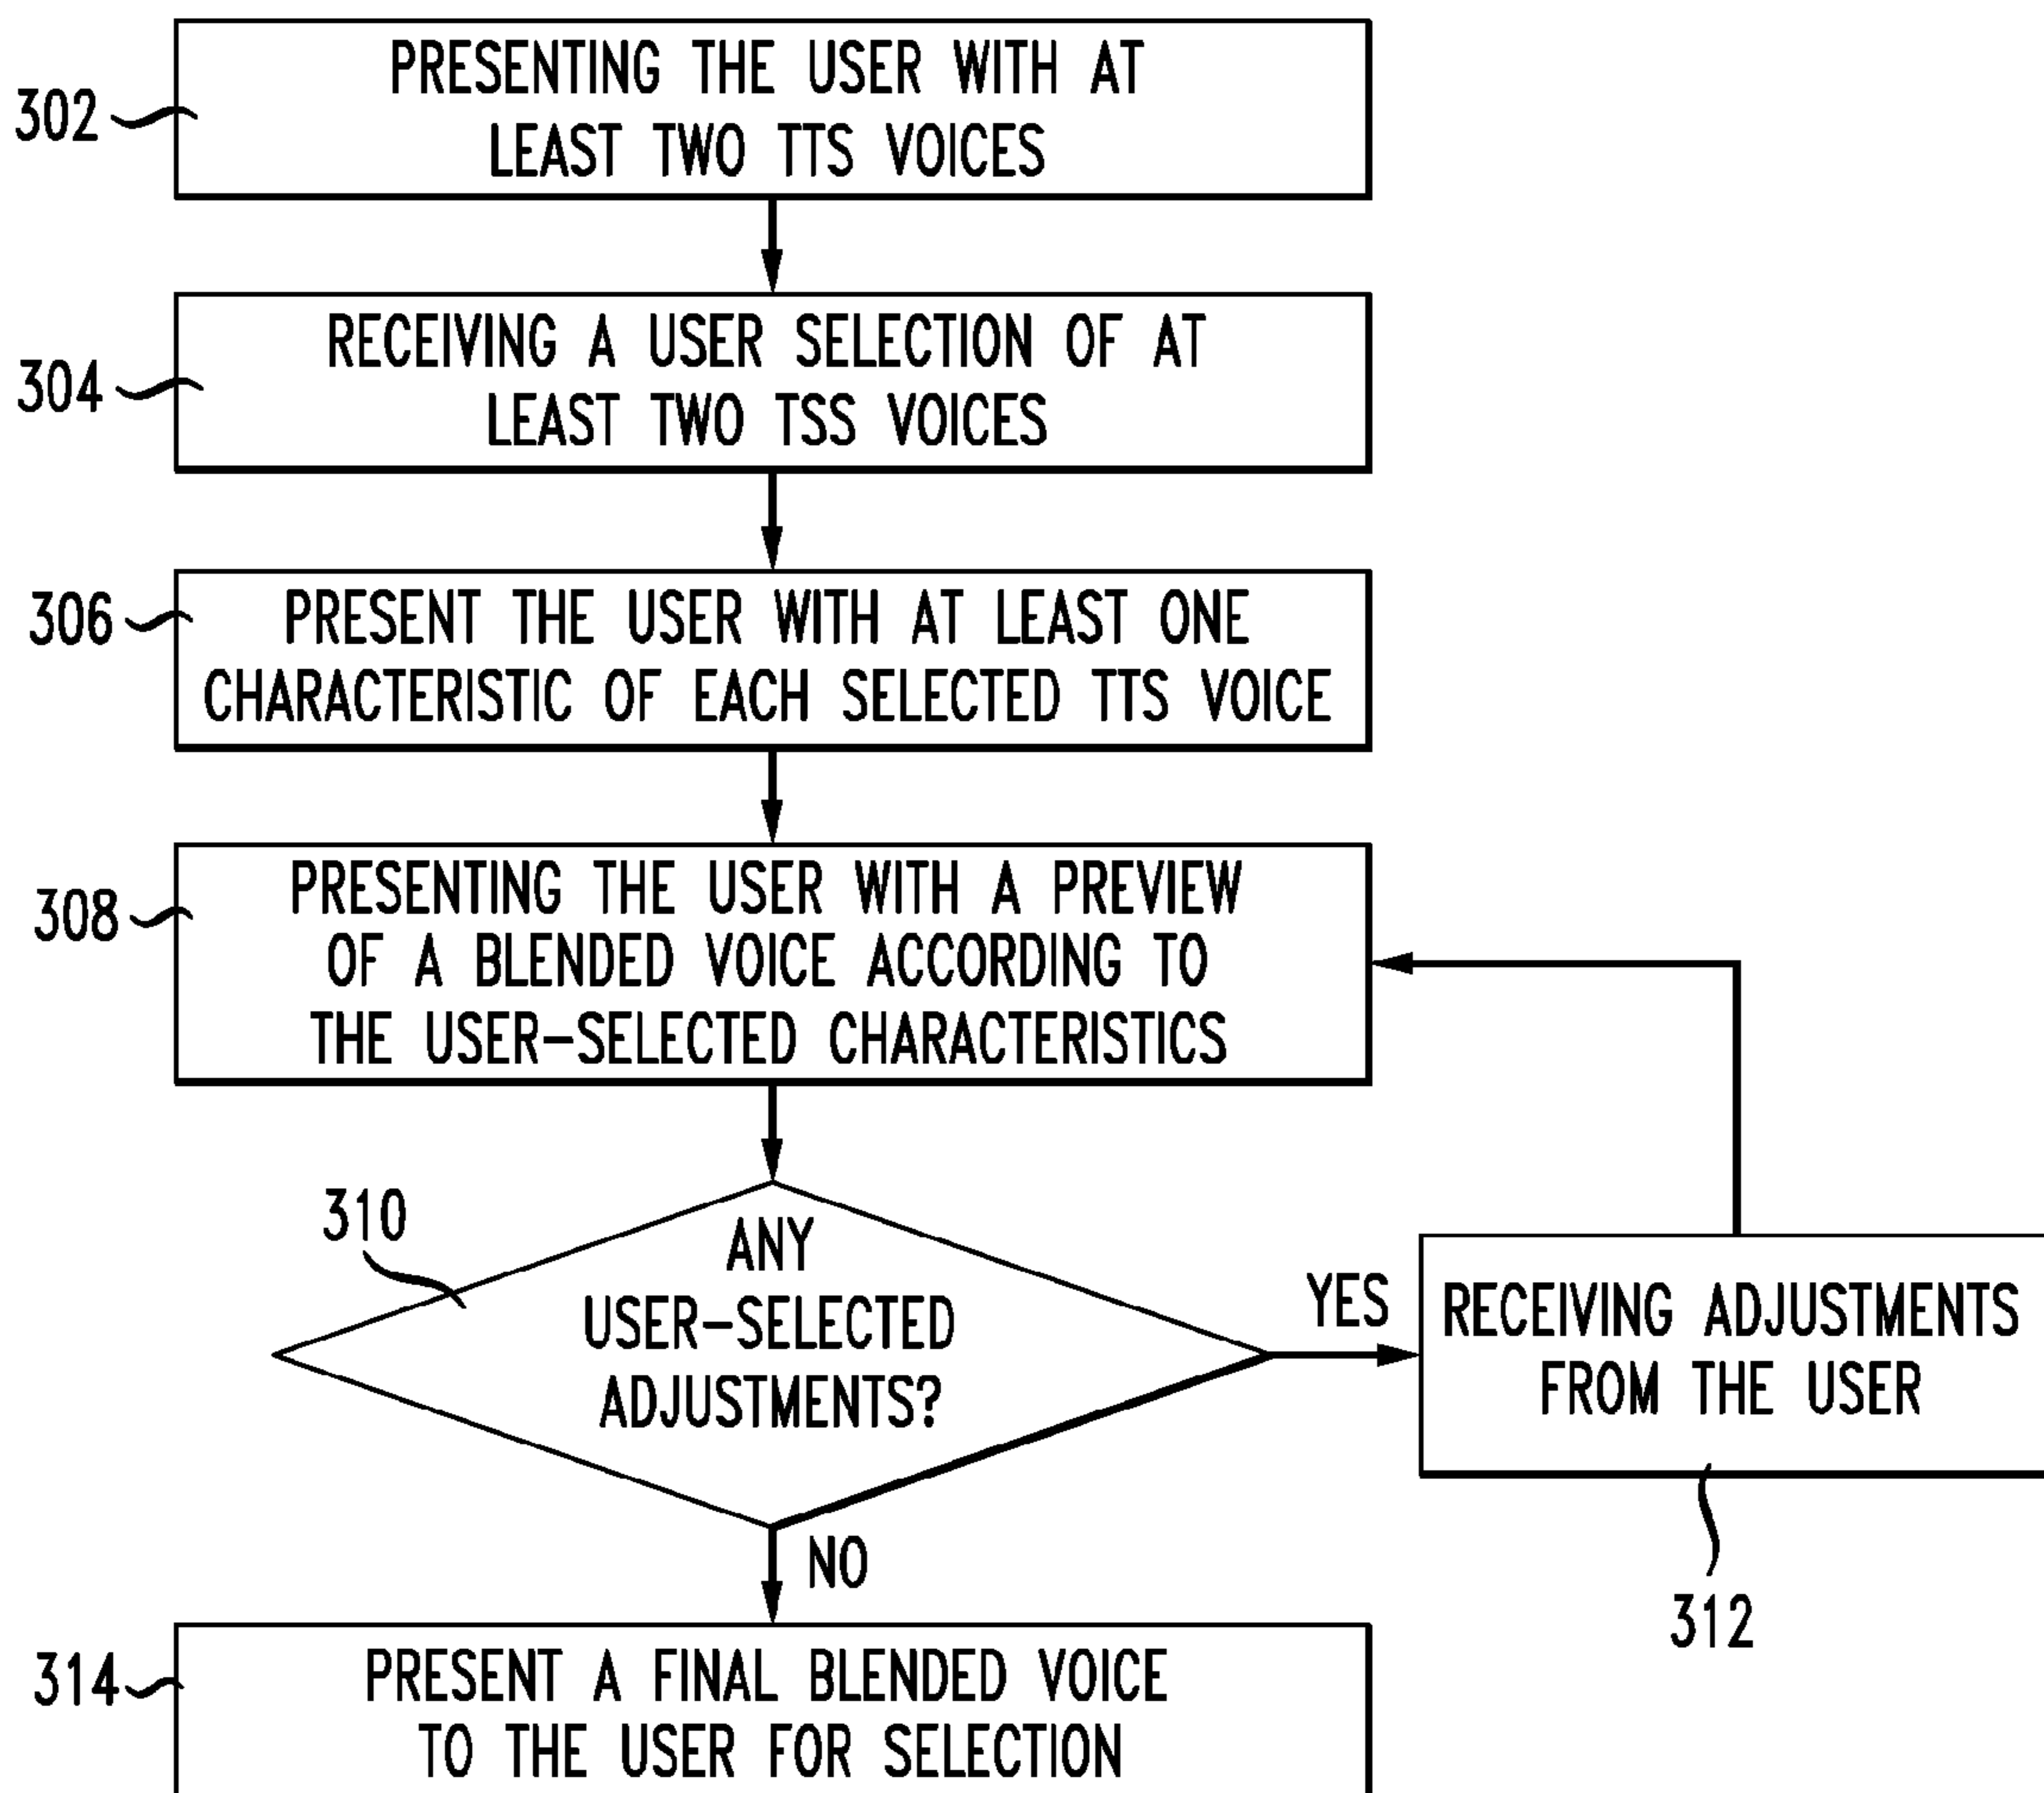 302
PRESENTING THE USER WITH AT
LEAST TWO TTS VOICES
304
RECEIVING A USER SELECTION OF AT
LEAST TWO TSS VOICES
306
PRESENT THE USER WITH AT LEAST ONE
CHARACTERISTIC OF EACH SELECTED TTS VOICE
308
PRESENTING THE USER WITH A PREVIEW
OF A BLENDED VOICE ACCORDING TO
THE USER-SELECTED CHARACTERISTICS
310
ANY
USER-SELECTED
ADJUSTMENTS?
YES
RECEIVING ADJUSTMENTS
FROM THE USER
312
NO
314
PRESENT A FINAL BLENDED VOICE
TO THE USER FOR SELECTION